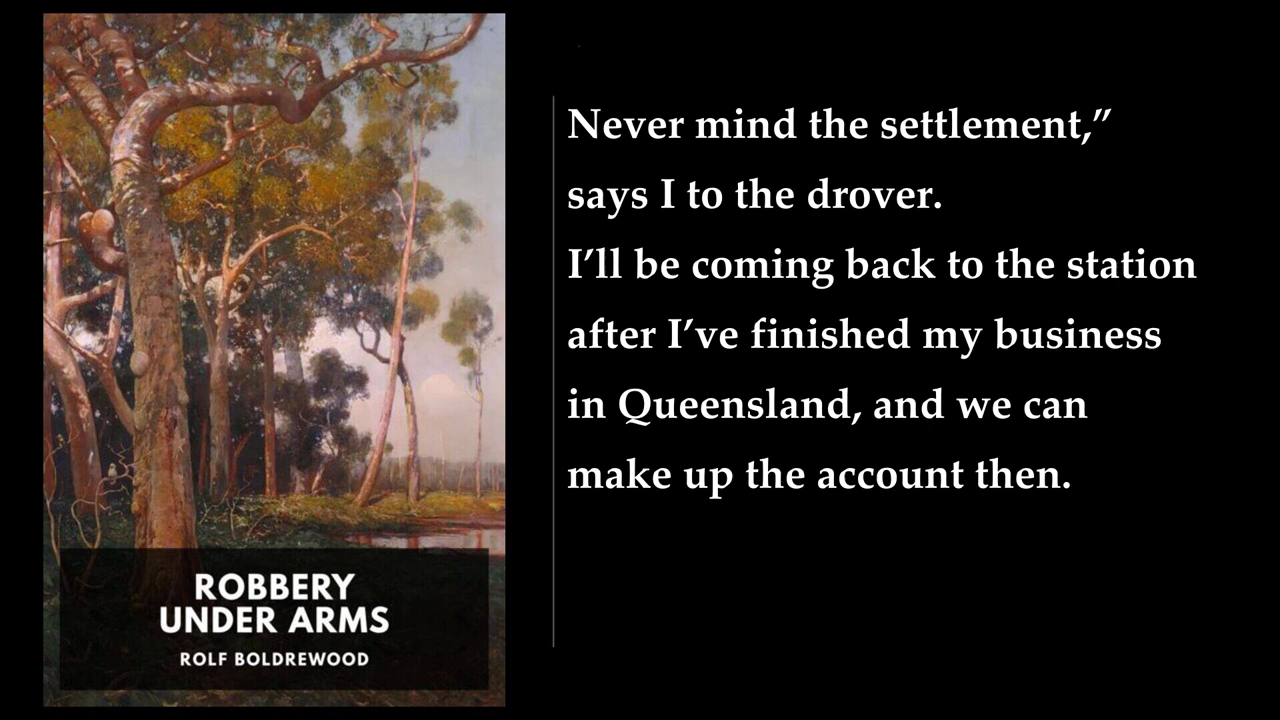 Never mind the settlement,”
says I to the drover.
I’ll be coming back to the station
after I’ve finished my business
in Queensland, and we can
make up the account then.
ROBBERY
UNDER ARMS
ROLF BOLDREWOOD